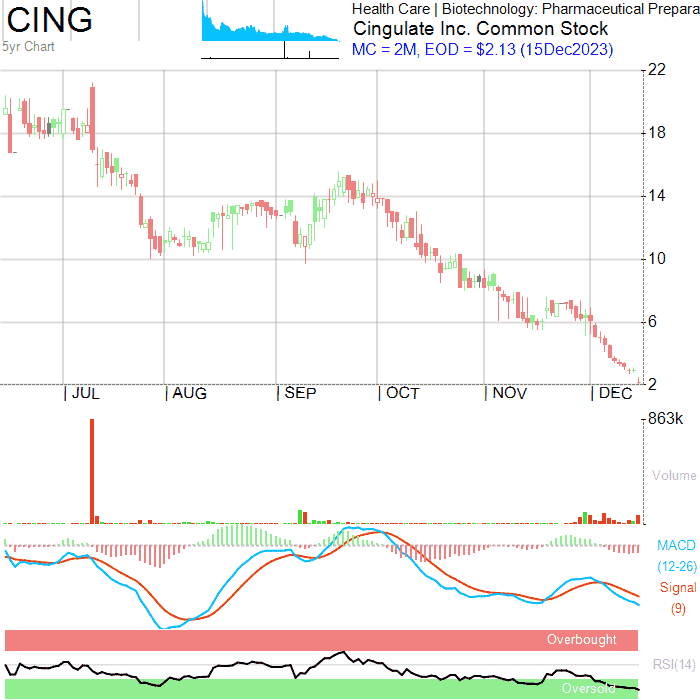 CING
5yr Chart
Health Care | Biotechnology: Pharmaceutical Prepara
Cingulate Inc. Common Stock
MC = 2M, EOD = $2.13 (15Dec2023)
22
18
14
10
6
2
JUL AUG SEP OCT NOV DEC
863k
Volume
MACD
(12-26)
Signal
(9)
Overbought
RSI(14)
Oversold